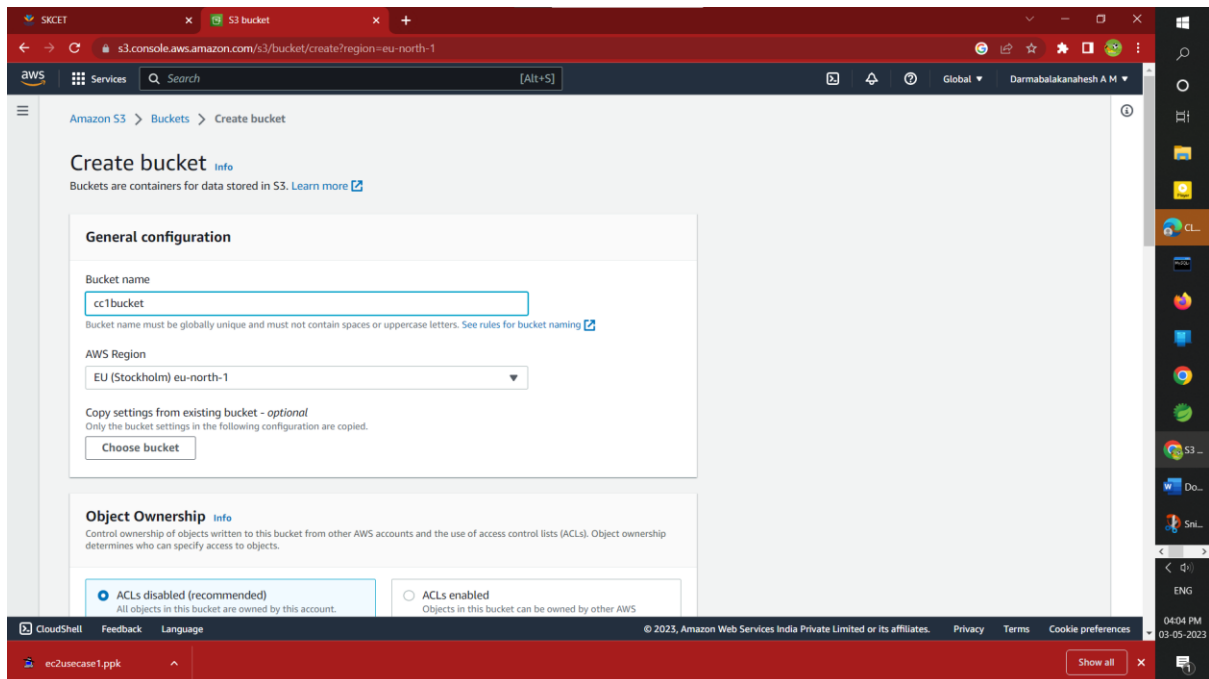 SKCET
S3 bucket
s3.console.aws.amazon.com/s3/bucket/create?region=eu-north-1
aws
Services
Search
[Alt+S]
Global
Darmabalakanahesh A M
Amazon S3 > Buckets > Create bucket
Create bucket Info
Buckets are containers for data stored in S3. Learn more
General configuration
Bucket name
cc1bucket
Bucket name must be globally unique and must not contain spaces or uppercase letters. See rules for bucket naming
AWS Region
EU (Stockholm) eu-north-1
Copy settings from existing bucket - optional
Only the bucket settings in the following configuration are copied.
Choose bucket
Object Ownership Info
Control ownership of objects written to this bucket from other AWS accounts and the use of access control lists (ACLs). Object ownership
determines who can specify access to objects.
ACLs disabled (recommended)
All objects in this bucket are owned by this account.
ACLs enabled
Objects in this bucket can be owned by other AWS
CloudShell
Feedback
Language
© 2023, Amazon Web Services India Private Limited or its affiliates.
Privacy
Terms
Cookie preferences
ec2usecase1.ppk
Show all
CL...
S3 ...
Do...
Sni...
ENG
04:04 PM
03-05-2023